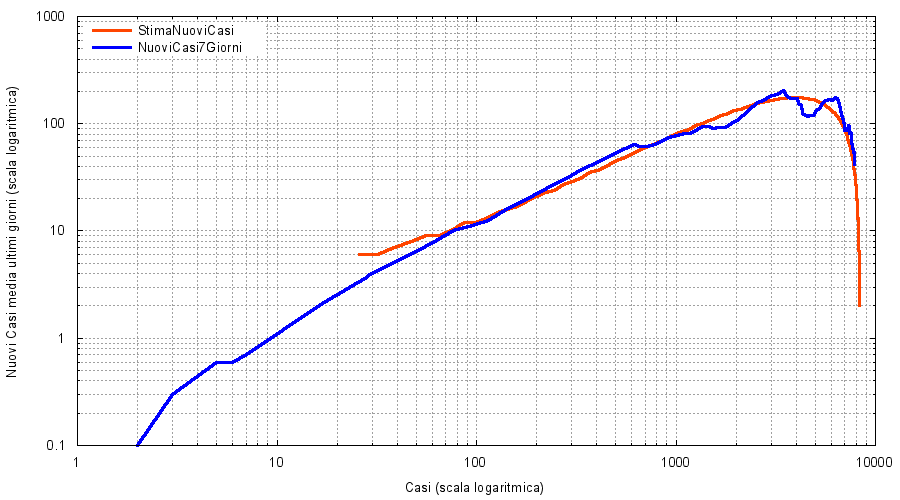 1000
StimaNuoviCasi
NuoviCasi7Giorni
100
10
1
0.1
Nuovi Casi media ultimi giorni (scala logaritmica)
1
10
100
1000
10000
Casi (scala logaritmica)